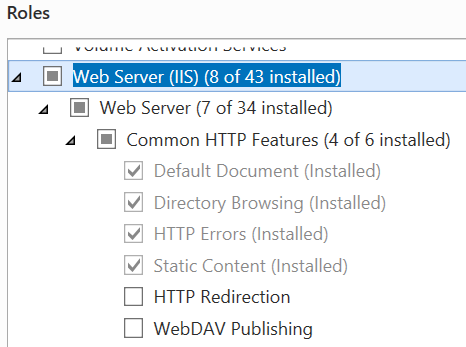 Roles
Volume Activation Services
Web Server (IIS) (8 of 43 installed)
Web Server (7 of 34 installed)
Common HTTP Features (4 of 6 installed)
Default Document (Installed)
Directory Browsing (Installed)
HTTP Errors (Installed)
Static Content (Installed)
HTTP Redirection
WebDAV Publishing